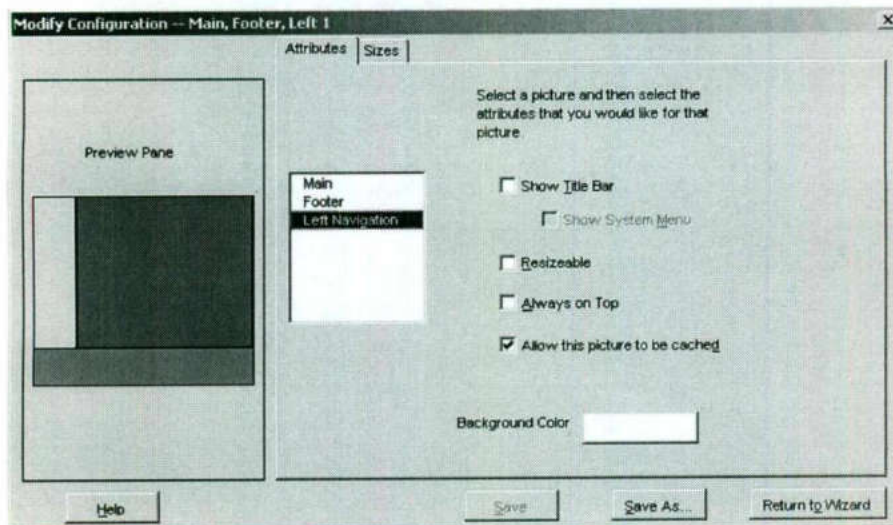 Modify Configuration -- Main, Footer, Left 1
Attributes
Sizes
Preview Pane
Select a picture and then select the
attributes that you would like for that
picture
Main
Footer
Left Navigation
Show Title Bar
Show System Menu
Resizeable
Always on Top
Allow this picture to be cached
Background Color
Help
Save
Save As...
Return to Wizard